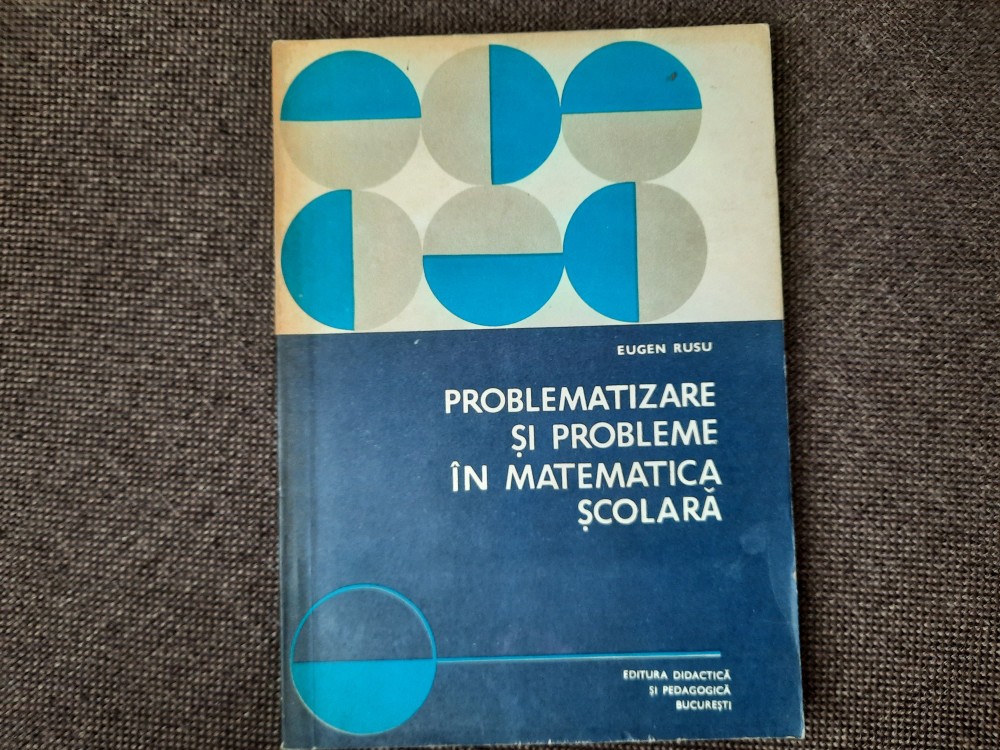 EUGEN RUSU
PROBLEMATIZARE
ȘI PROBLEME
ÎN MATEMATICA
ȘCOLARĂ
EDITURA DIDACTICĂ
ȘI PEDAGOGICĂ
BUCUREȘTI